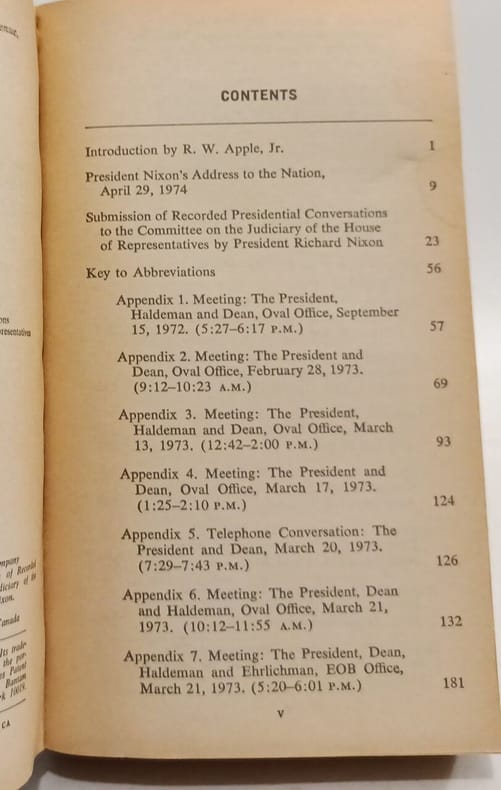 CONTENTS
Introduction by R. W. Apple, Jr. 1
President Nixon's Address to the Nation,
April 29, 1974 9
Submission of Recorded Presidential Conversations
to the Committee on the Judiciary of the House
of Representatives by President Richard Nixon 23
Key to Abbreviations 56
Appendix 1. Meeting: The President,
Haldeman and Dean, Oval Office, September
15, 1972. (5:27–6:17 P.M.) 57
Appendix 2. Meeting: The President and
Dean, Oval Office, February 28, 1973.
(9:12–10:23 A.M.) 69
Appendix 3. Meeting: The President,
Haldeman and Dean, Oval Office, March
13, 1973. (12:42–2:00 P.M.) 93
Appendix 4. Meeting: The President and
Dean, Oval Office, March 17, 1973.
(1:25–2:10 P.M.) 124
Appendix 5. Telephone Conversation: The
President and Dean, March 20, 1973.
(7:29–7:43 P.M.) 126
Appendix 6. Meeting: The President, Dean
and Haldeman, Oval Office, March 21,
1973. (10:12–11:55 A.M.) 132
Appendix 7. Meeting: The President, Dean,
Haldeman and Ehrlichman, EOB Office,
March 21, 1973. (5:20–6:01 P.M.) 181
V
of Recorded
of the
Patent
Bantam
10019.
CA